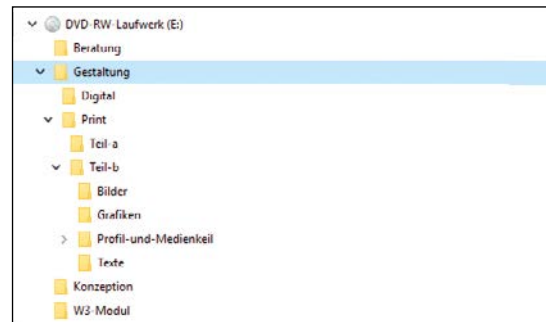 DVD-RW-Laufwerk (E:)
Beratung
Gestaltung
Digital
Print
Teil-a
Teil-b
Bilder
Grafiken
Profil-und-Medienkeil
Texte
Konzeption
W3-Modul